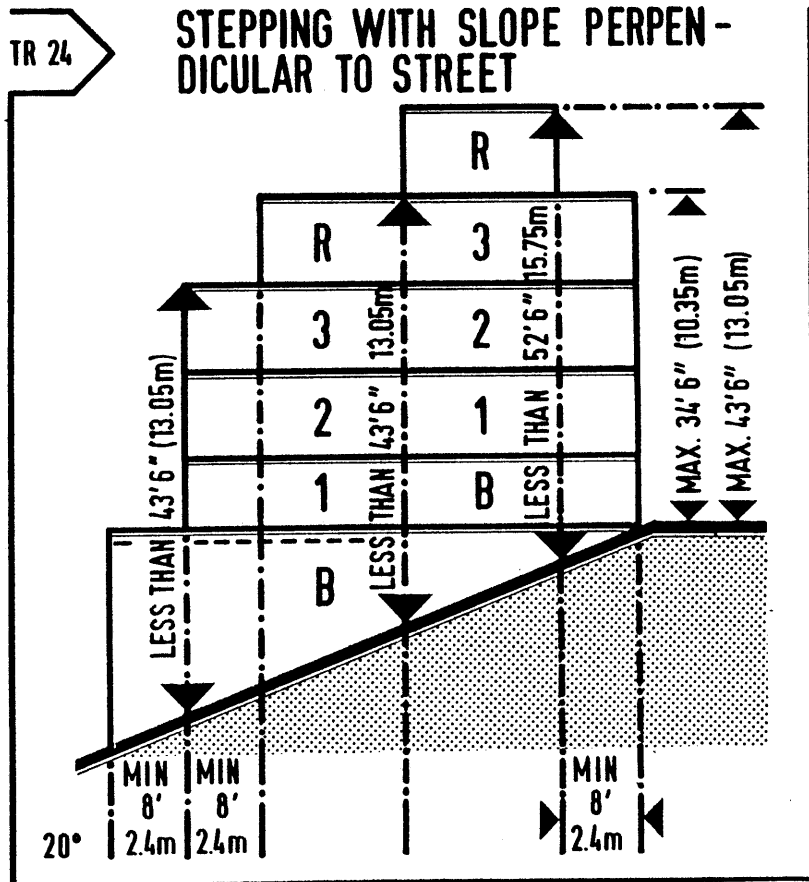 TR 24
STEPPING WITH SLOPE PERPEN-
DICULAR TO STREET
R
R
3
3
2
2
1
1
B
B
LESS THAN 43'6" (13.05m)
LESS THAN 43'6" 13.05m
LESS THAN 52'6" 15.75m
MAX. 34'6" (10.35m)
MAX. 43'6" (13.05m)
MIN
8'
2.4m
MIN
8'
2.4m
MIN
8'
2.4m
20°